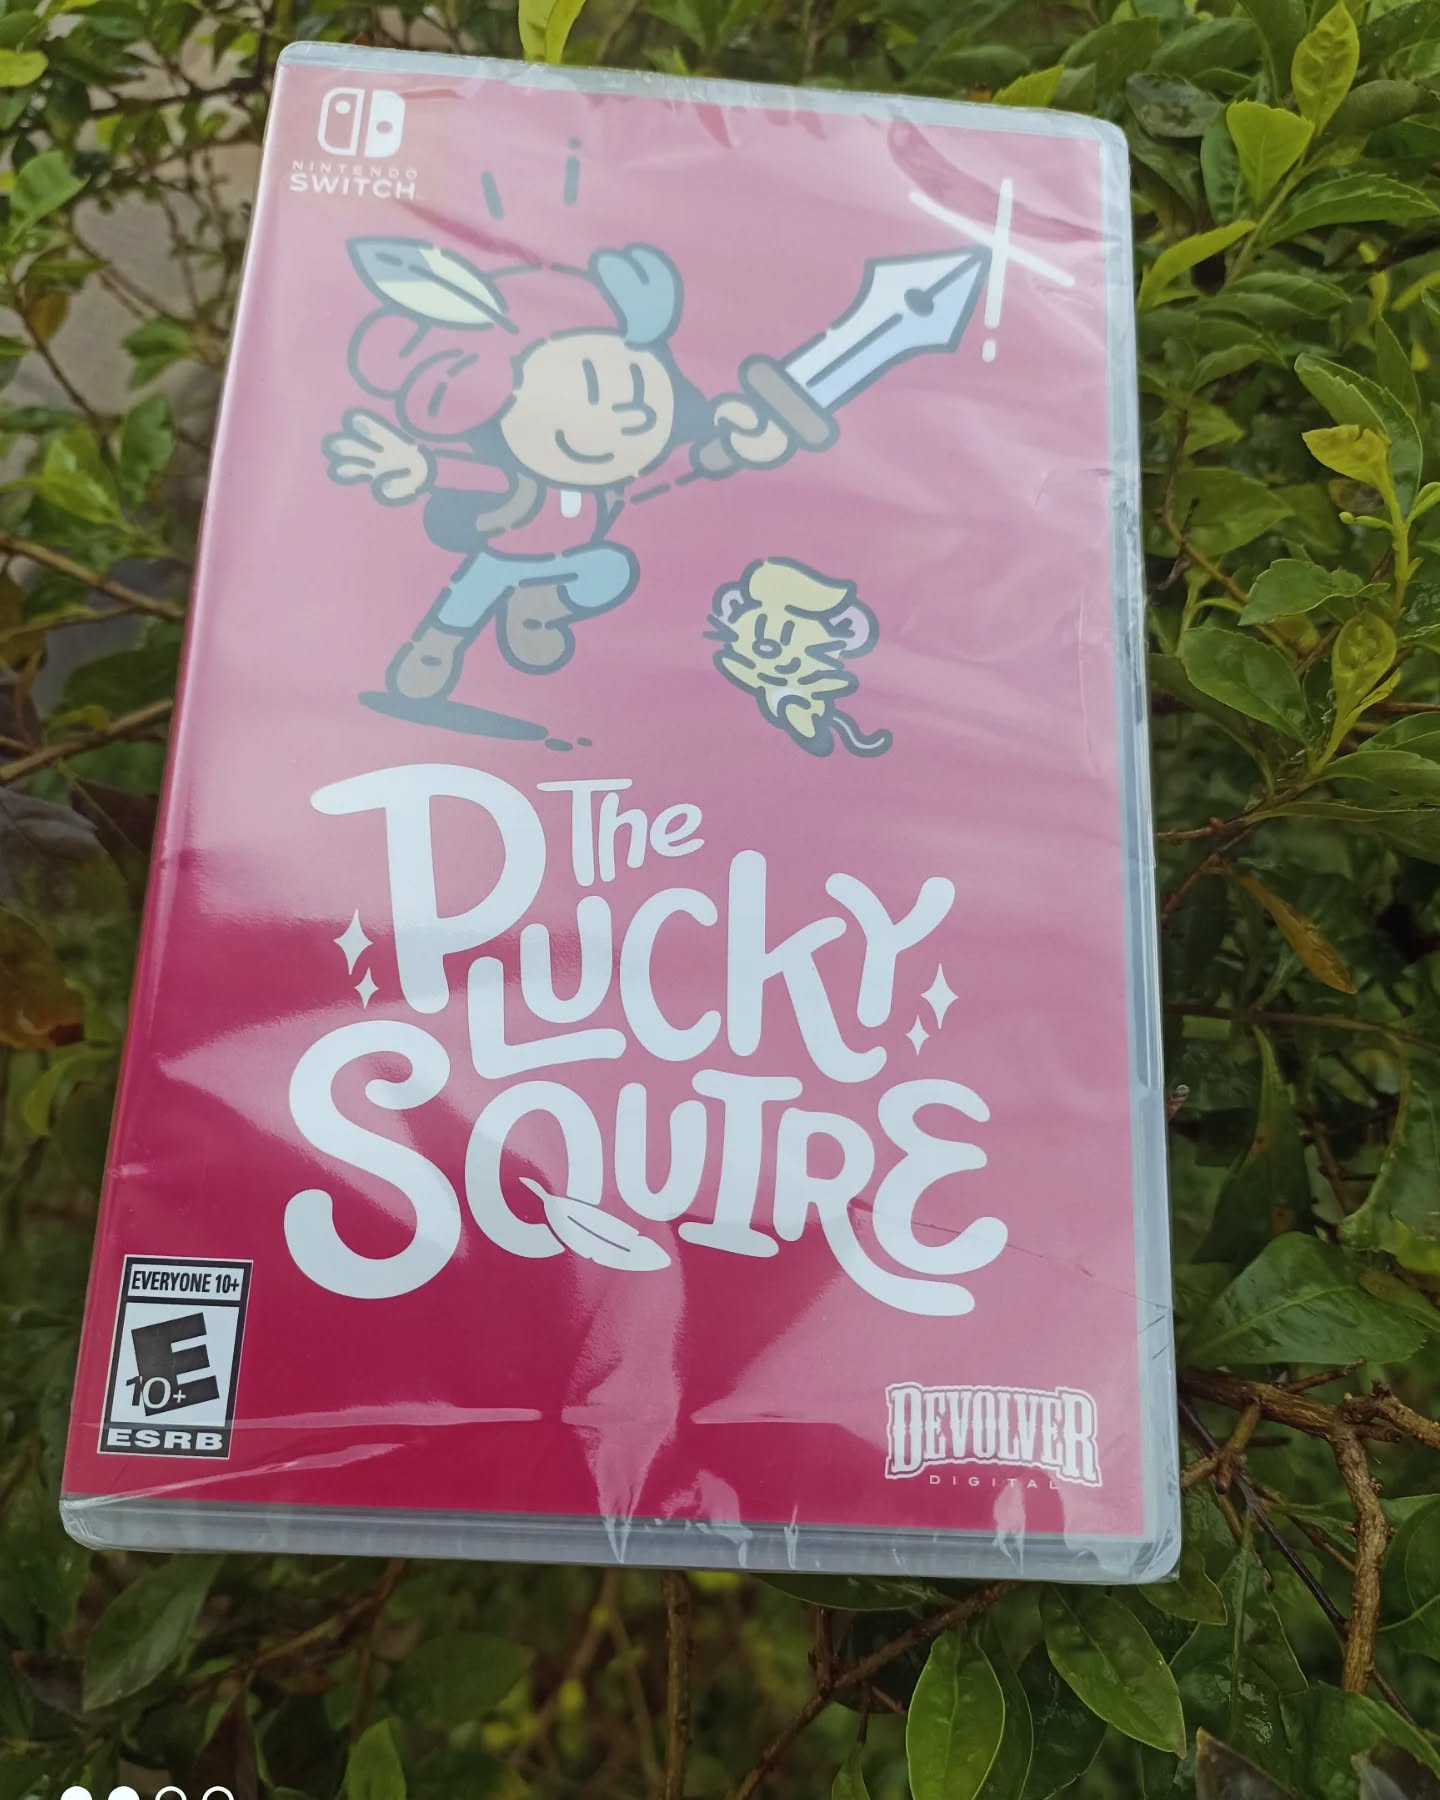 NINTENDO
SWITCH
The
PLUCKY
SQUIRE
EVERYONE 10+
E
10+
ESRB
DEVOLVER
DIGITAL